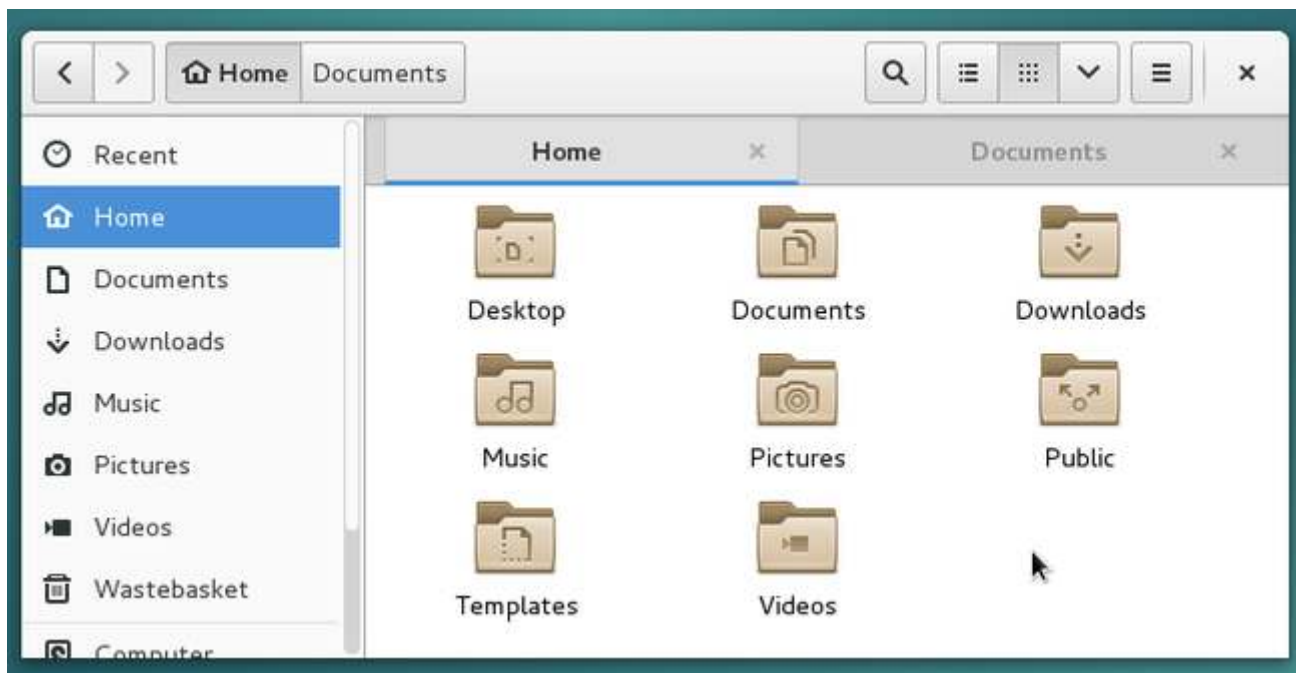 Home Documents
Recent
Home
Documents
Downloads
Music
Pictures
Videos
Wastebasket
Computer
Home Documents
Desktop Documents Downloads
Music Pictures Public
Templates Videos